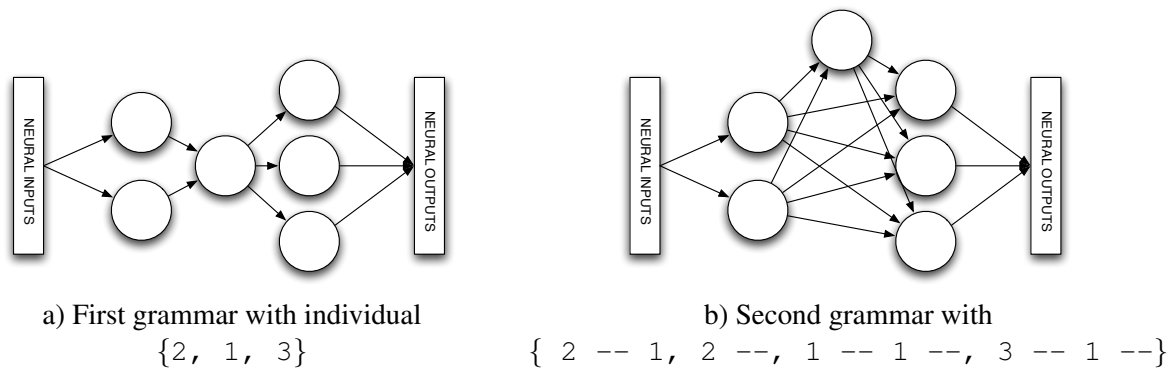 NEURAL INPUTS
NEURAL OUTPUTS
NEURAL INPUTS
NEURAL OUTPUTS
a) First grammar with individual
{2, 1, 3}
b) Second grammar with
{ 2 -- 1, 2 --, 1 -- 1 --, 3 -- 1 --}